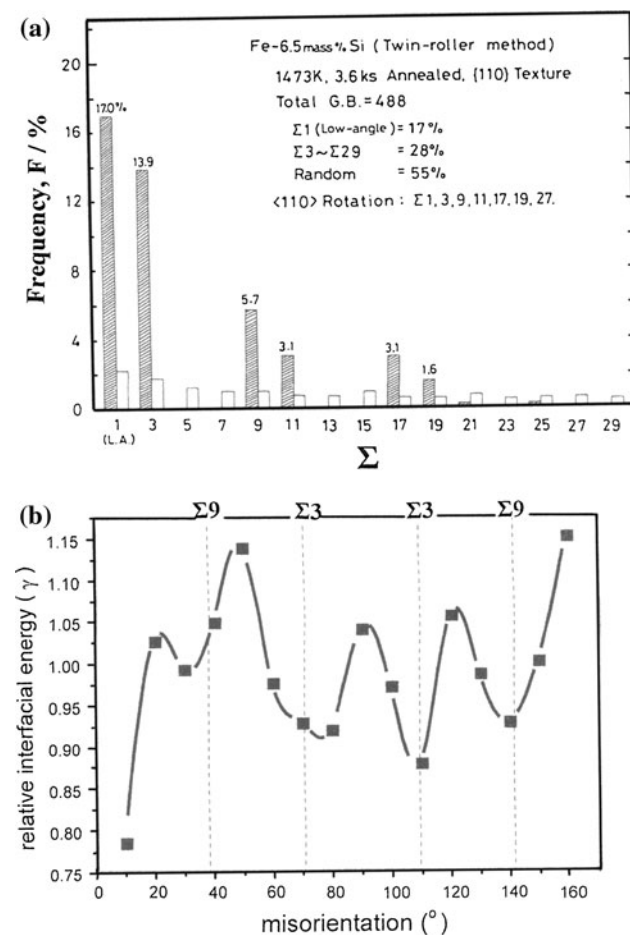 (a)
Fe-6.5mass%Si (Twin-roller method)
1473K, 3.6ks Annealed, {110} Texture
Total G.B.=488
Σ1 (Low-angle) = 17%
Σ3~Σ29 = 28%
Random = 55%
<110> Rotation : Σ1, 3, 9, 11, 17, 19, 27.
Frequency, F / %
20
16
12
8
4
0
17.0%
13.9
5.7
3.1
3.1
1.6
1 3 5 7 9 11 13 15 17 19 21 23 25 27 29
(L.A.)
Σ
(b)
Σ9 Σ3 Σ3 Σ9
relative interfacial energy (γ)
1.15
1.10
1.05
1.00
0.95
0.90
0.85
0.80
0.75
0 20 40 60 80 100 120 140 160
misorientation (°)